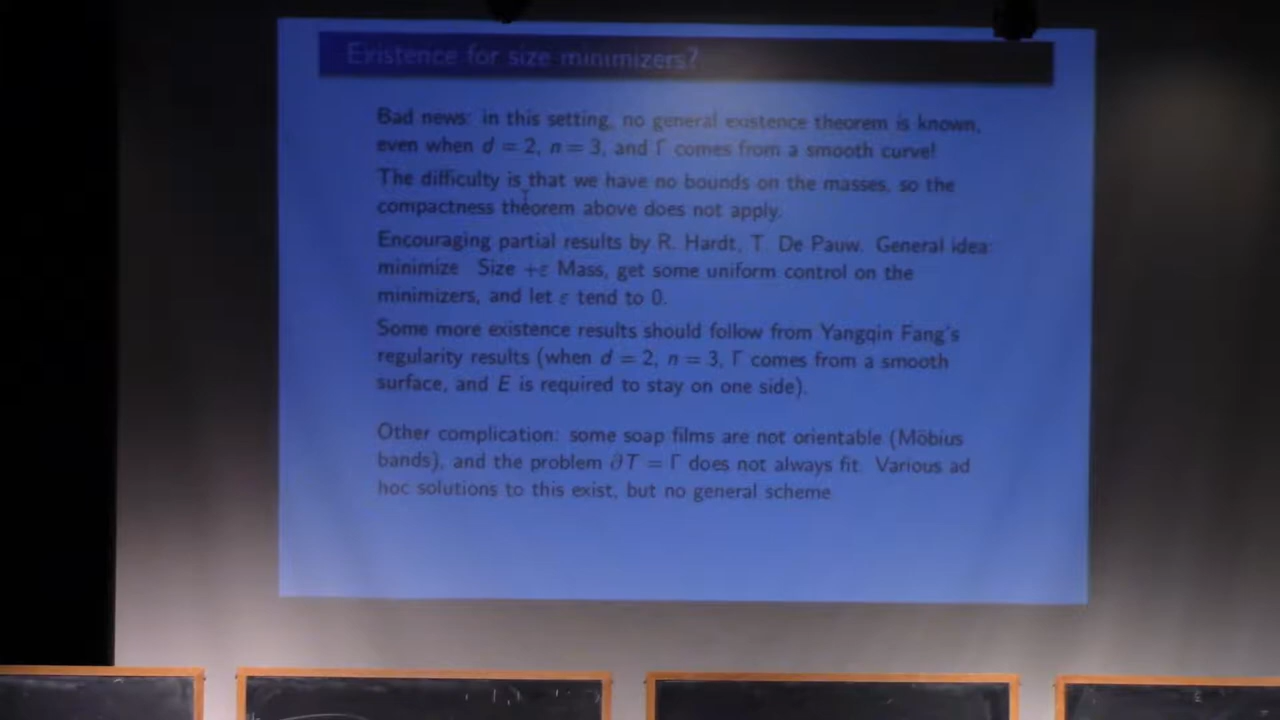 Existence for size minimizers?
Bad news: in this setting, no general existence theorem is known,
even when d = 2, n = 3, and Γ comes from a smooth curve!
The difficulty is that we have no bounds on the masses, so the
compactness theorem above does not apply.
Encouraging partial results by R. Hardt, T. De Pauw. General idea:
minimize Size +ε Mass, get some uniform control on the
minimizers, and let ε tend to 0.
Some more existence results should follow from Yangqin Fang's
regularity results (when d = 2, n = 3, Γ comes from a smooth
surface, and E is required to stay on one side).
Other complication: some soap films are not orientable (Möbius
bands), and the problem ∂T = Γ does not always fit. Various ad
hoc solutions to this exist, but no general scheme